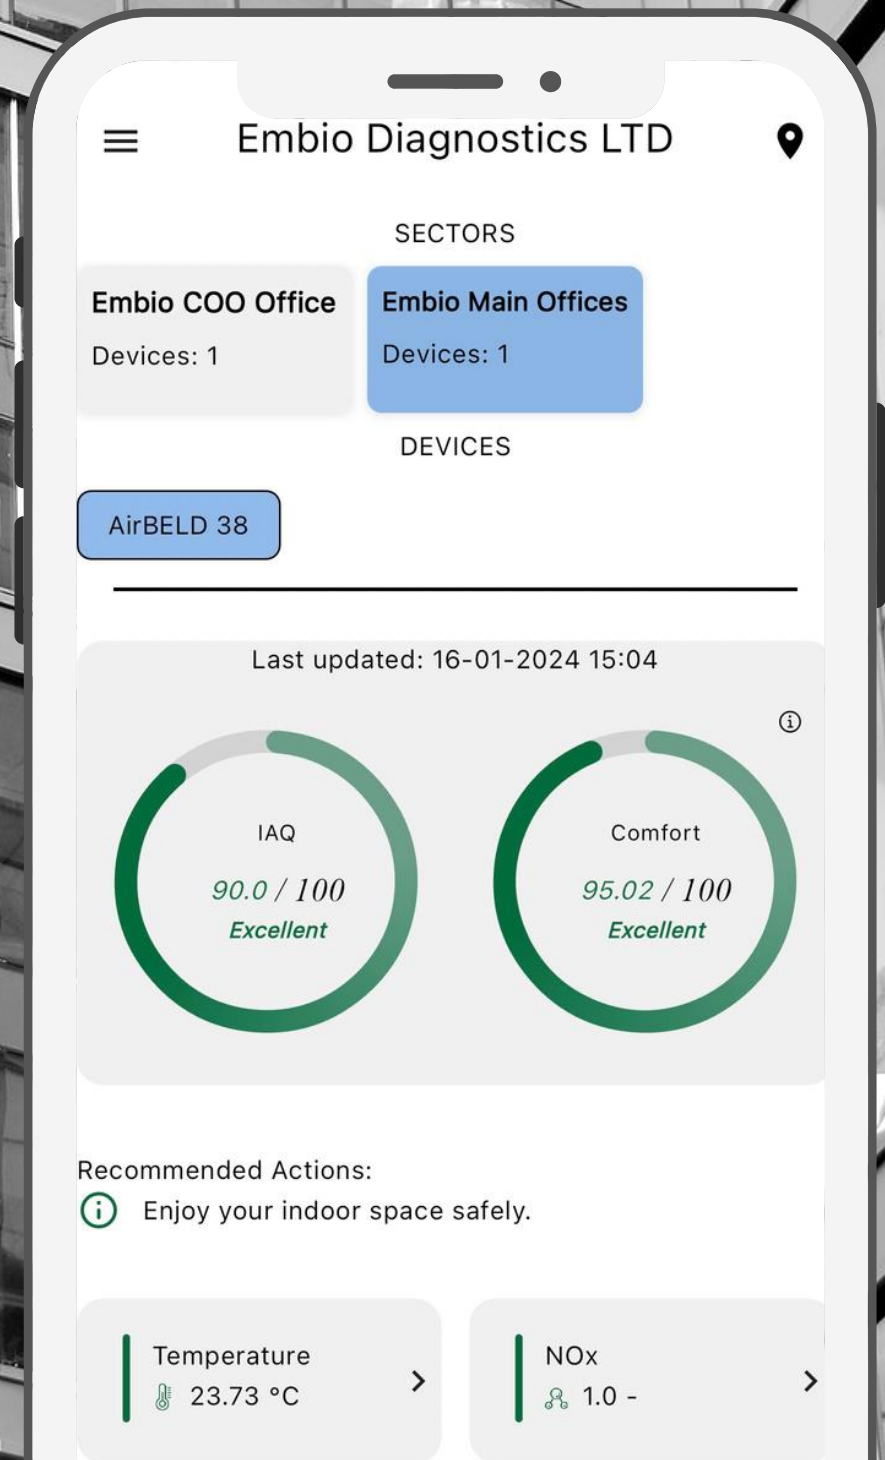 Embio Diagnostics LTD
SECTORS
Embio COO Office
Devices: 1
Embio Main Offices
Devices: 1
DEVICES
AirBELD 38
Last updated: 16-01-2024 15:04
IAQ
90.0 / 100
Excellent
Comfort
95.02 / 100
Excellent
Recommended Actions:
Enjoy your indoor space safely.
Temperature
23.73 °C
NOx
1.0 -